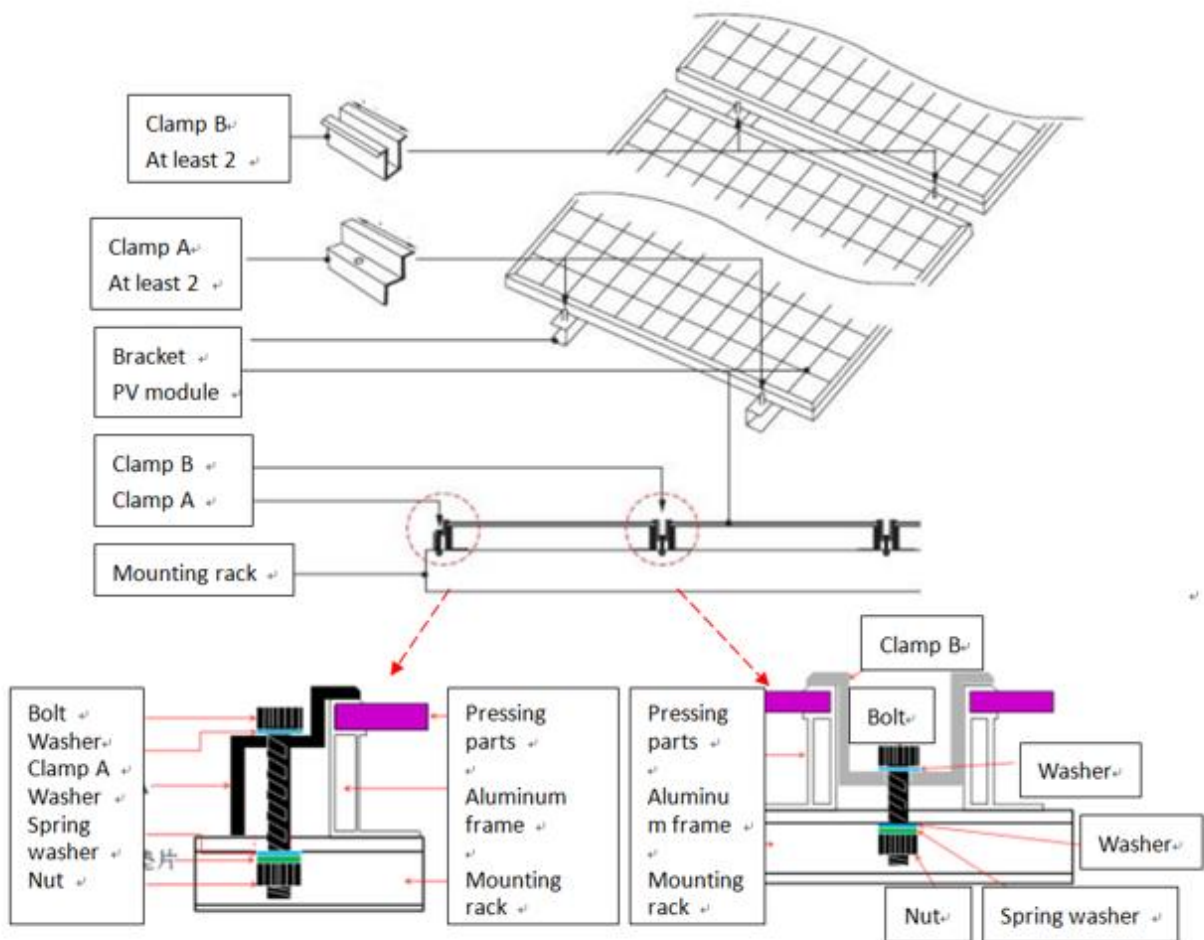 Clamp B
At least 2
Clamp A
At least 2
Bracket
PV module
Clamp B
Clamp A
Mounting rack
Bolt
Washer
Clamp A
Washer
Spring
washer
Nut
垫片
Pressing
parts
Aluminum
frame
Mounting
rack
Pressing
parts
Aluminu
m frame
Mounting
rack
Clamp B
Bolt
Washer
Washer
Nut
Spring washer